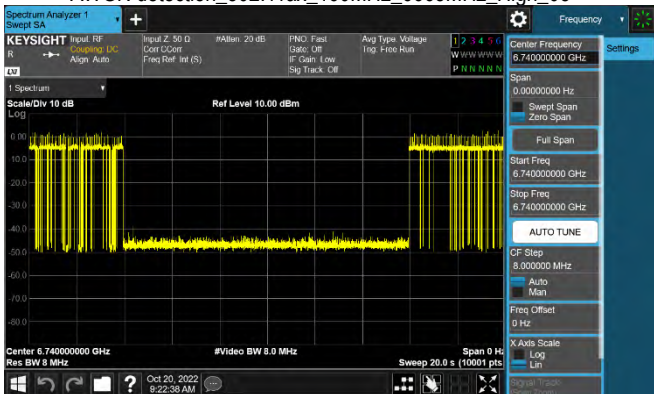 Spectrum Analyzer 1
Swept SA
Frequency
KEYSIGHT
R
Input: RF
Coupling: DC
Align: Auto
Input Z: 50 Ω
Corr CCorr
Freq Ref: Int (S)
#Atten: 20 dB
PNO: Fast
Gate: Off
IF Gain: Low
Sig Track: Off
Avg Type: Voltage
Trig: Free Run
1 2 3 4 5 6
W W W W W W
P N N N N N
LXI
1 Spectrum
Scale/Div 10 dB
Log
Ref Level 10.00 dBm
0.00
-10.0
-20.0
-30.0
-40.0
-50.0
-60.0
-70.0
-80.0
Center 6.740000000 GHz
Res BW 8 MHz
#Video BW 8.0 MHz
Span 0 Hz
Sweep 20.0 s (10001 pts
Center Frequency
6.740000000 GHz
Settings
Span
0.00000000 Hz
Swept Span
Zero Span
Full Span
Start Freq
6.740000000 GHz
Stop Freq
6.740000000 GHz
AUTO TUNE
CF Step
8.000000 MHz
Auto
Man
Freq Offset
0 Hz
X Axis Scale
Log
Lin
Signal Track
?
Oct 20, 2022
9:22:38 AM